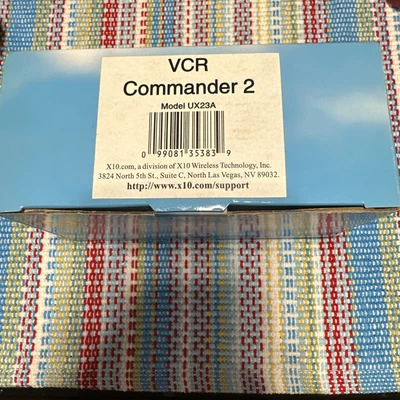 VCR
Commander 2
Model UX23A
0 99081 35383 9
X10.com, a division of X10 Wireless Technology, Inc.
3824 North 5th St., Suite C, North Las Vegas, NV 89032.
http://www.x10.com/support